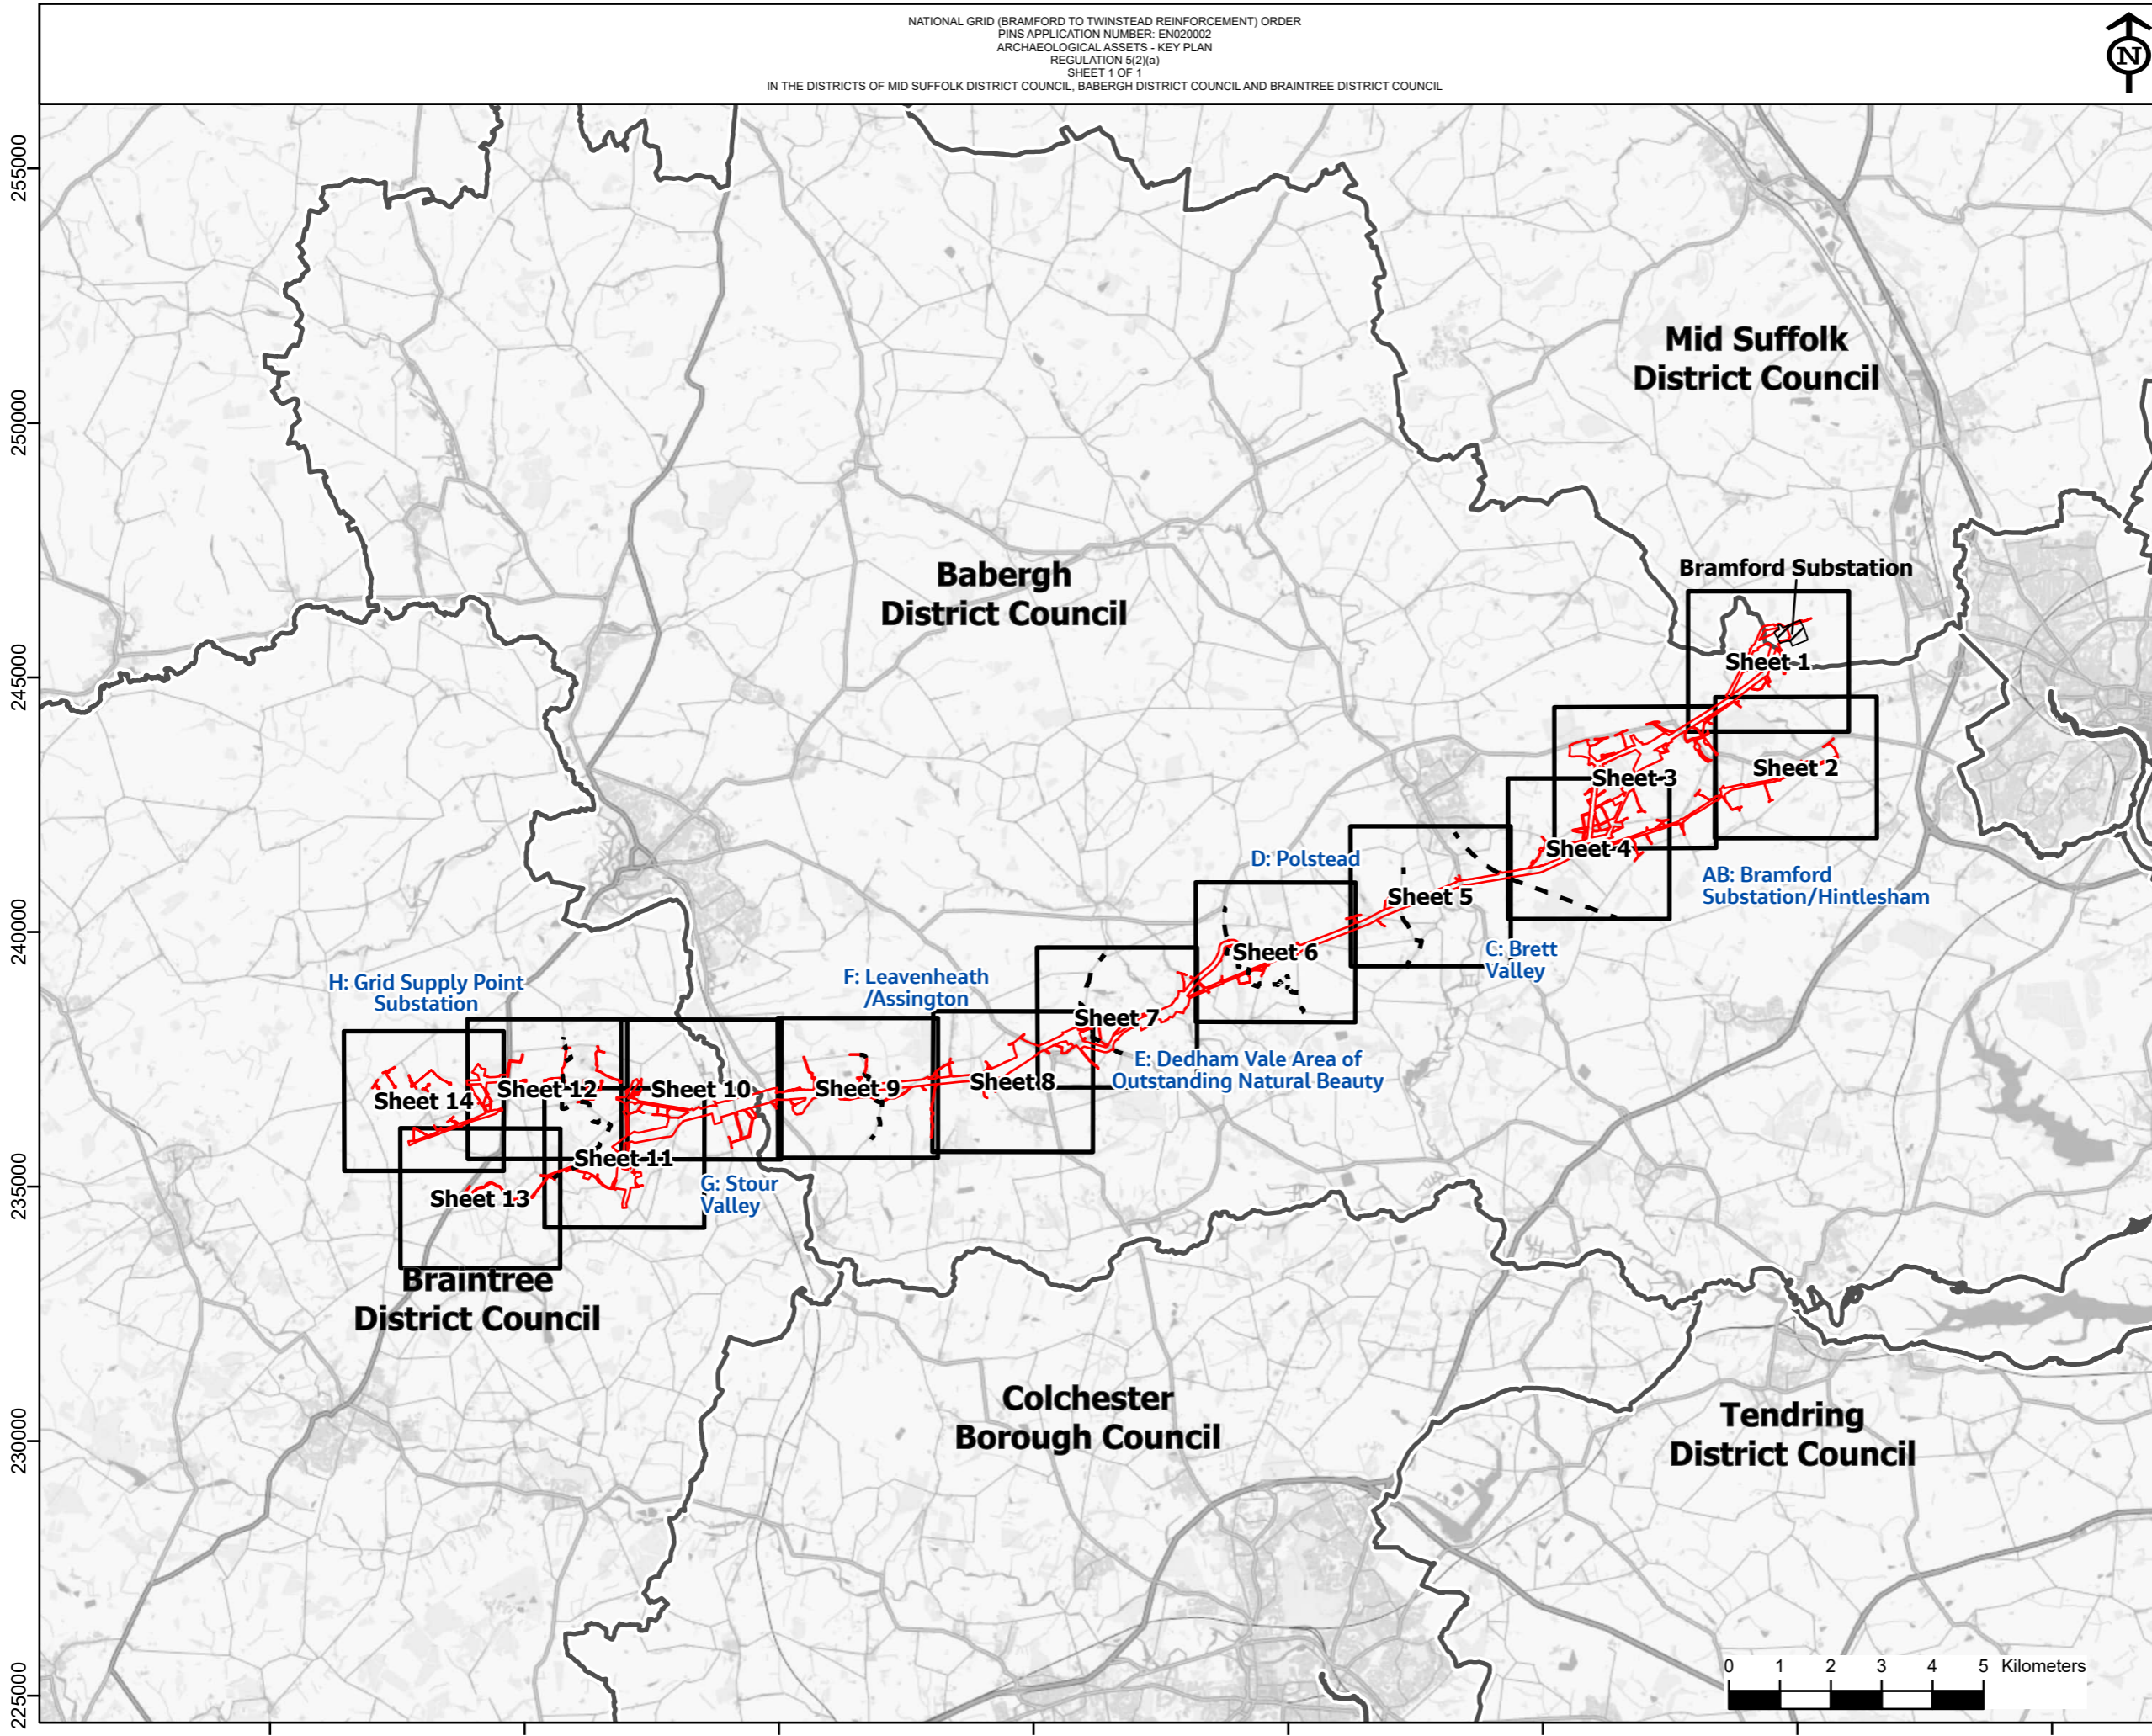 NATIONAL GRID (BRAMFORD TO TWINSTEAD REINFORCEMENT) ORDER
PINS APPLICATION NUMBER: EN020002
ARCHAEOLOGICAL ASSETS - KEY PLAN
REGULATION 5(2)(a)
SHEET 1 OF 1
IN THE DISTRICTS OF MID SUFFOLK DISTRICT COUNCIL, BABERGH DISTRICT COUNCIL AND BRAINTREE DISTRICT COUNCIL
N
255000
250000
245000
240000
235000
230000
225000
Mid Suffolk
District Council
Babergh
District Council
Bramford Substation
Sheet 1
Sheet 2
Sheet 3
Sheet 4
AB: Bramford
Substation/Hintlesham
D: Polstead
Sheet 5
C: Brett
Valley
Sheet 6
F: Leavenheath
/Assington
H: Grid Supply Point
Substation
Sheet 7
E: Dedham Vale Area of
Outstanding Natural Beauty
Sheet 8
Sheet 9
Sheet 10
Sheet 12
Sheet 14
Sheet 11
Sheet 13
G: Stour
Valley
Braintree
District Council
Colchester
Borough Council
Tendring
District Council
0 1 2 3 4 5 Kilometers